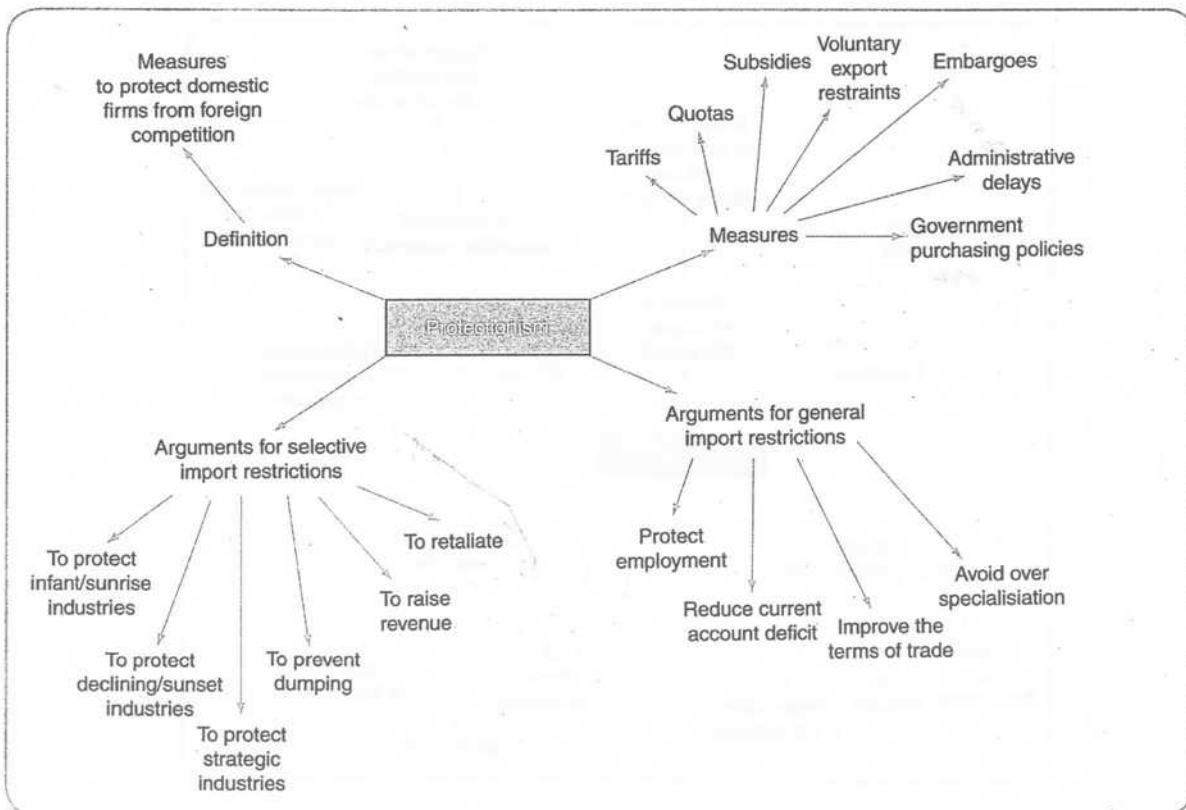 Measures
to protect domestic
firms from foreign
competition
Definition
Subsidies
Voluntary
export
restraints
Embargoes
Quotas
Tariffs
Administrative
delays
Measures
Government
purchasing policies
Protectionism
Arguments for selective
import restrictions
To protect
infant/sunrise
industries
To protect
declining/sunset
industries
To protect
strategic
industries
To prevent
dumping
To raise
revenue
To retaliate
Arguments for general
import restrictions
Protect
employment
Reduce current
account deficit
Improve the
terms of trade
Avoid over
specialisiation